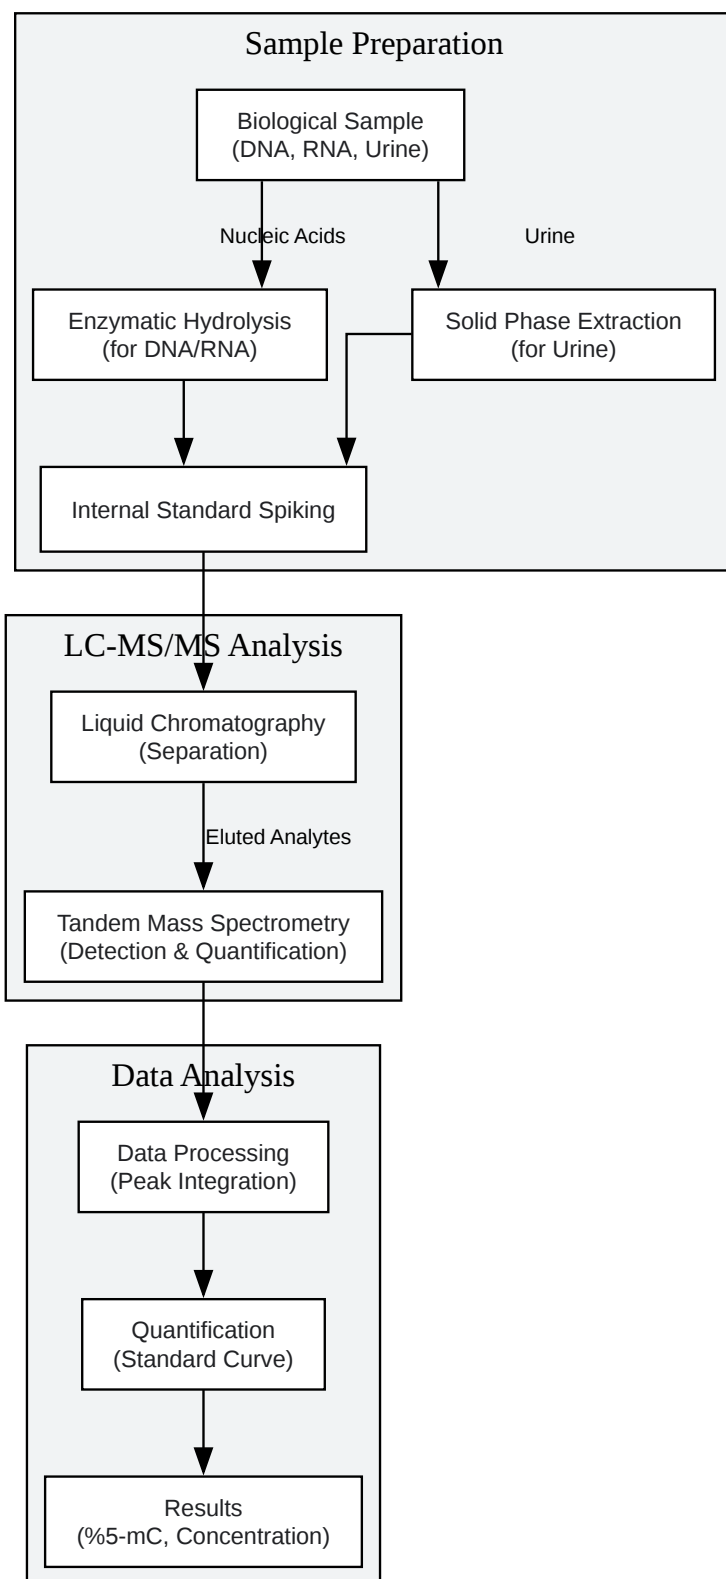 Sample Preparation
Biological Sample
(DNA, RNA, Urine)
Nucleic Acids
Urine
Enzymatic Hydrolysis
(for DNA/RNA)
Solid Phase Extraction
(for Urine)
Internal Standard Spiking
LC-MS/MS Analysis
Liquid Chromatography
(Separation)
Eluted Analytes
Tandem Mass Spectrometry
(Detection & Quantification)
Data Analysis
Data Processing
(Peak Integration)
Quantification
(Standard Curve)
Results
(%5-mC, Concentration)